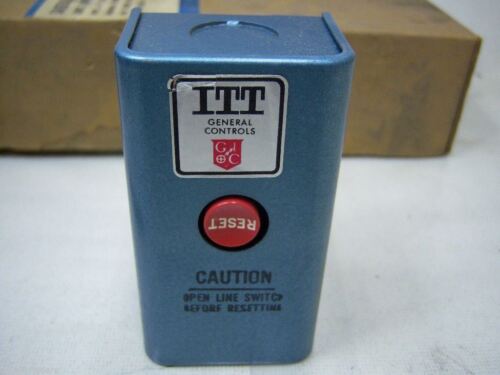 ITT
GENERAL
CONTROLS
G C
RESET
CAUTION
OPEN LINE SWITCH
BEFORE RESETTING